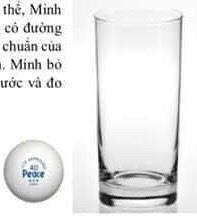 thể, Minh
có đường
chuẩn của
. Minh bỏ
ước và đo
40
Peace